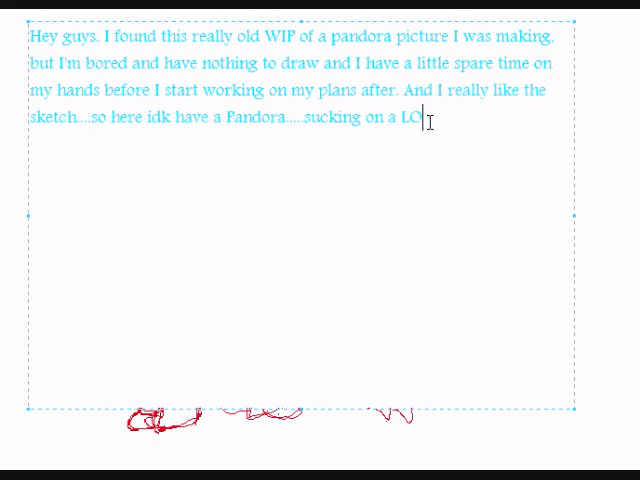 Hey guys. I found this really old WIP of a pandora picture I was making.
but I'm bored and have nothing to draw and I have a little spare time on
my hands before I start working on my plans after. And I really like the
sketch....so here idk have a Pandora.....sucking on a LO